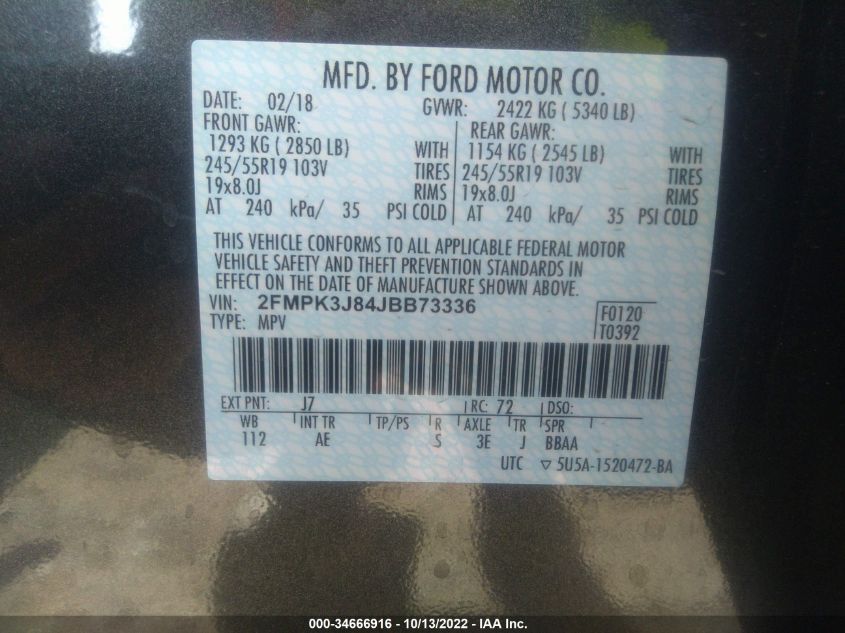 MFD. BY FORD MOTOR CO.
DATE: 02/18 GVWR: 2422 KG ( 5340 LB)
FRONT GAWR: REAR GAWR:
1293 KG ( 2850 LB) WITH 1154 KG ( 2545 LB) WITH
245/55R19 103V TIRES 245/55R19 103V TIRES
19x8.0J RIMS 19x8.0J RIMS
AT 240 kPa/ 35 PSI COLD AT 240 kPa/ 35 PSI COLD
THIS VEHICLE CONFORMS TO ALL APPLICABLE FEDERAL MOTOR
VEHICLE SAFETY AND THEFT PREVENTION STANDARDS IN
EFFECT ON THE DATE OF MANUFACTURE SHOWN ABOVE.
VIN: 2FMPK3J84JBB73336 F0120
TYPE: MPV T0392
EXT PNT: J7 RC: 72 DSO:
WB INT TR TP/PS R AXLE TR SPR
112 AE S 3E J BBAA
UTC ▽ 5U5A-1520472-BA
000-34666916 - 10/13/2022 - IAA Inc.